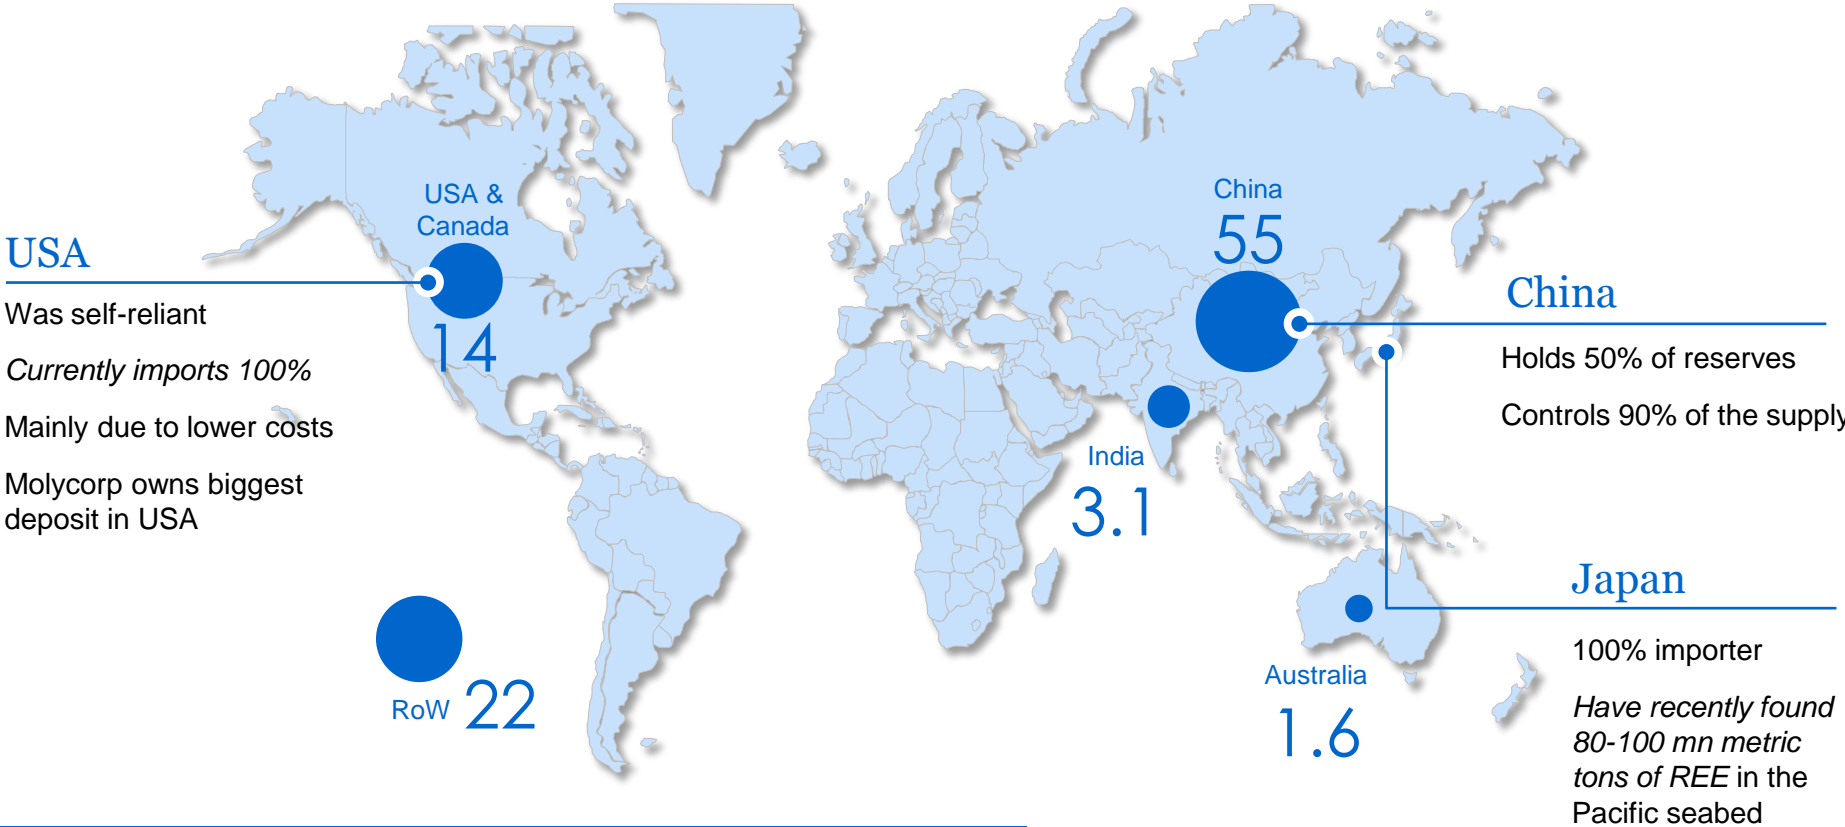 USA
Was self-reliant
Currently imports 100%
Mainly due to lower costs
Molycorp owns biggest
deposit in USA
USA &
Canada
14
RoW 22
China
55
India
3.1
Australia
1.6
China
Holds 50% of reserves
Controls 90% of the supply
Japan
100% importer
Have recently found
80-100 mn metric
tons of REE in the
Pacific seabed